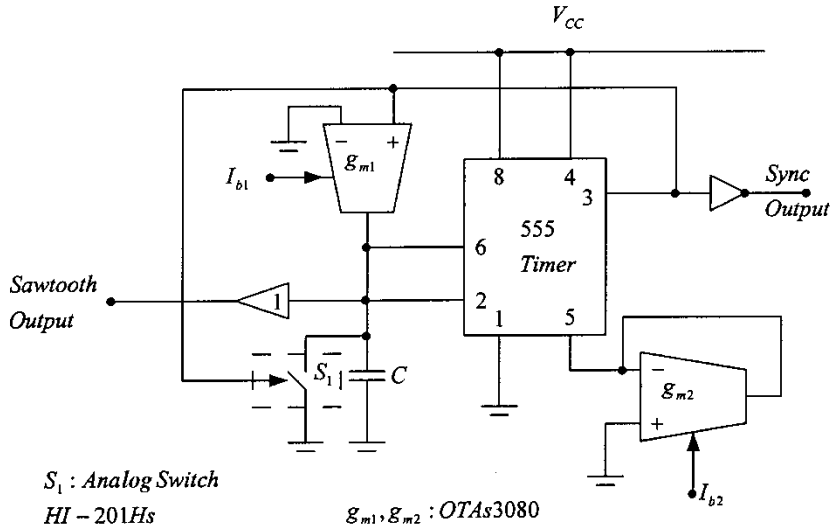 V_CC
− +
g_m1
I_b1
8 4
3
555
Timer
6
2
1 5
Sync
Output
Sawtooth
Output
1
S_1
C
−
g_m2
+
I_b2
S_1 : Analog Switch
HI − 201Hs
g_m1, g_m2 : OTAs3080